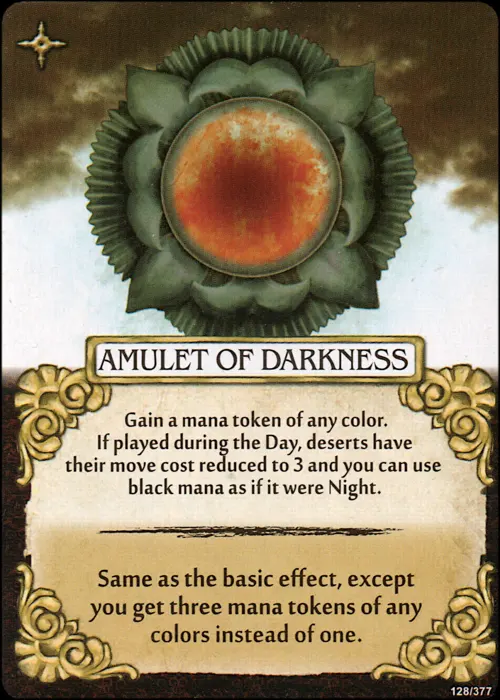 AMULET OF DARKNESS
Gain a mana token of any color.
If played during the Day, deserts have
their move cost reduced to 3 and you can use
black mana as if it were Night.
Same as the basic effect, except
you get three mana tokens of any
colors instead of one.
128/377